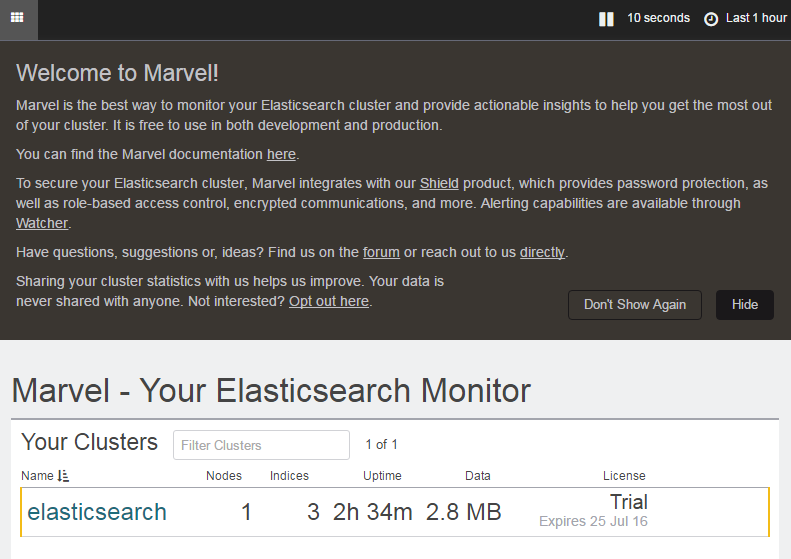 10 seconds Last 1 hour
Welcome to Marvel!
Marvel is the best way to monitor your Elasticsearch cluster and provide actionable insights to help you get the most out
of your cluster. It is free to use in both development and production.
You can find the Marvel documentation here.
To secure your Elasticsearch cluster, Marvel integrates with our Shield product, which provides password protection, as
well as role-based access control, encrypted communications, and more. Alerting capabilities are available through
Watcher.
Have questions, suggestions or, ideas? Find us on the forum or reach out to us directly.
Sharing your cluster statistics with us helps us improve. Your data is
never shared with anyone. Not interested? Opt out here.
Don't Show Again Hide
Marvel - Your Elasticsearch Monitor
Your Clusters Filter Clusters 1 of 1
Name Nodes Indices Uptime Data License
elasticsearch 1 3 2h 34m 2.8 MB Trial
Expires 25 Jul 16